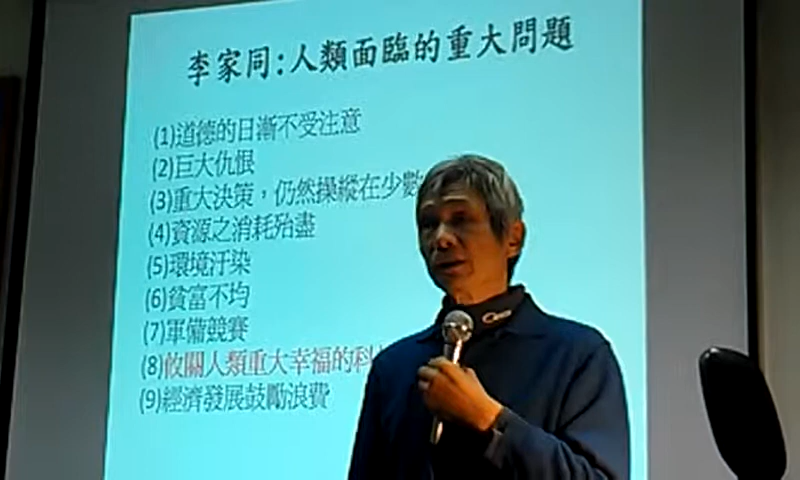 李家同:人類面臨的重大問題
(1)道德的日漸不受注意
(2)巨大仇恨
(3)重大決策，仍然操縱在少數
(4)資源之消耗殆盡
(5)環境汙染
(6)貧富不均
(7)軍備競賽
(8)攸關人類重大幸福的科
(9)經濟發展鼓勵浪費